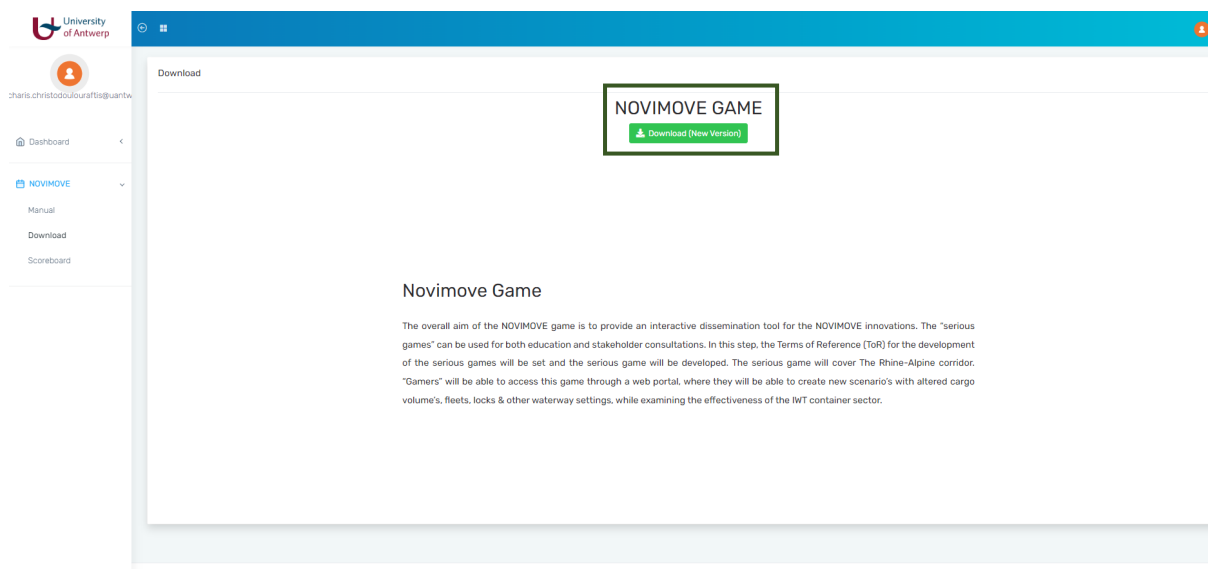 University
of Antwerp
charis.christodoulouraftis@uantw
Dashboard
NOVIMOVE
Manual
Download
Scoreboard
Download
NOVIMOVE GAME
Download (New Version)
Novimove Game
The overall aim of the NOVIMOVE game is to provide an interactive dissemination tool for the NOVIMOVE innovations. The "serious
games" can be used for both education and stakeholder consultations. In this step, the Terms of Reference (ToR) for the development
of the serious games will be set and the serious game will be developed. The serious game will cover The Rhine-Alpine corridor.
"Gamers" will be able to access this game through a web portal, where they will be able to create new scenario's with altered cargo
volume's, fleets, locks & other waterway settings, while examining the effectiveness of the IWT container sector.